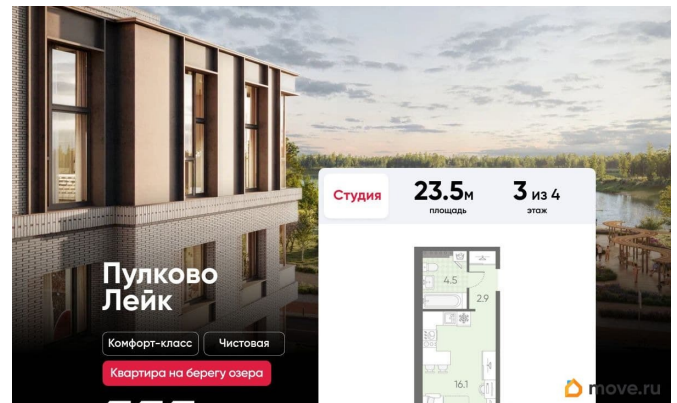 Студия
23.5м
площадь
3 из 4
этаж
4.5
2.9
16.1
Пулково
Лейк
Комфорт-класс
Чистовая
Квартира на берегу озера
move.ru